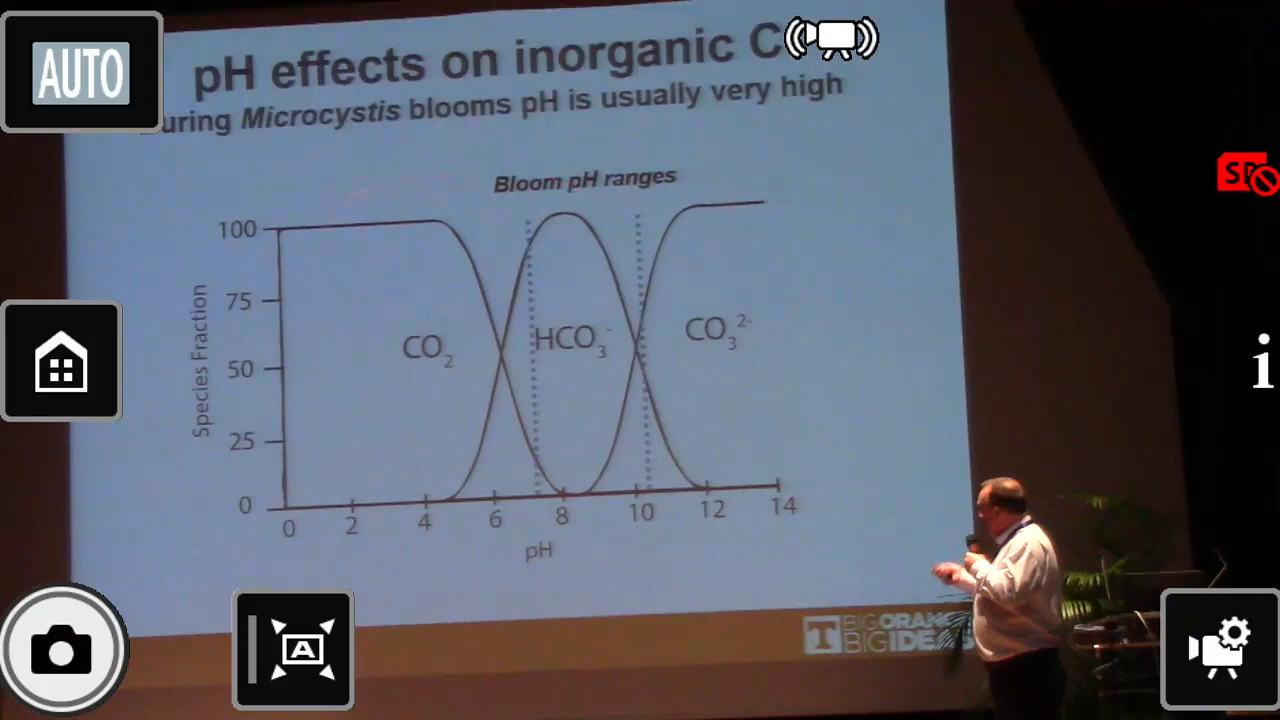 AUTO
pH effects on inorganic C
uring Microcystis blooms pH is usually very high
Bloom pH ranges
SD
100
75
50
25
0
Species Fraction
CO2
HCO3-
CO32-
0 2 4 6 8 10 12 14
pH
i
A
T BIG ORANGE
BIG IDEAS